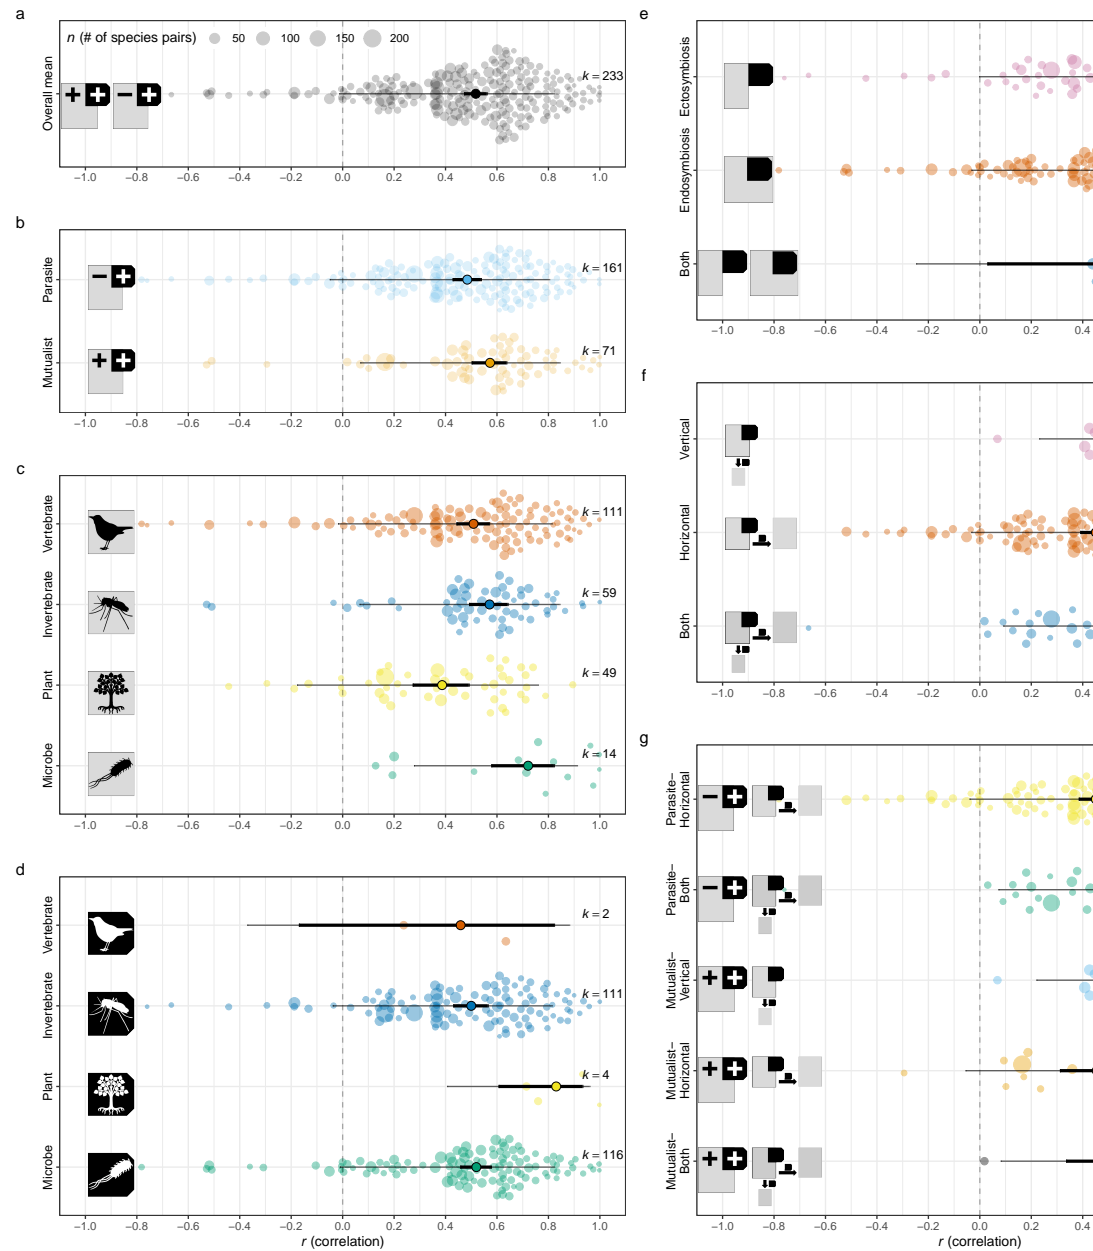 a
n (# of species pairs) 50 100 150 200
Overall mean
k = 233
−1.0 −0.8 −0.6 −0.4 −0.2 0.0 0.2 0.4 0.6 0.8 1.0
b
Parasite
k = 161
Mutualist
k = 71
−1.0 −0.8 −0.6 −0.4 −0.2 0.0 0.2 0.4 0.6 0.8 1.0
c
Vertebrate
k = 111
Invertebrate
k = 59
Plant
k = 49
Microbe
k = 14
−1.0 −0.8 −0.6 −0.4 −0.2 0.0 0.2 0.4 0.6 0.8 1.0
d
Vertebrate
k = 2
Invertebrate
k = 111
Plant
k = 4
Microbe
k = 116
−1.0 −0.8 −0.6 −0.4 −0.2 0.0 0.2 0.4 0.6 0.8 1.0
r (correlation)
e
Ectosymbiosis
Endosymbiosis
Both
−1.0 −0.8 −0.6 −0.4 −0.2 0.0 0.2 0.4
f
Vertical
Horizontal
Both
−1.0 −0.8 −0.6 −0.4 −0.2 0.0 0.2 0.4
g
Parasite−
Horizontal
Parasite−
Both
Mutualist−
Vertical
Mutualist−
Horizontal
Mutualist−
Both
−1.0 −0.8 −0.6 −0.4 −0.2 0.0 0.2 0.4
r (correlation)